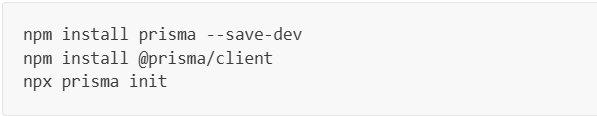 npm install prisma --save-dev
npm install @prisma/client
npx prisma init